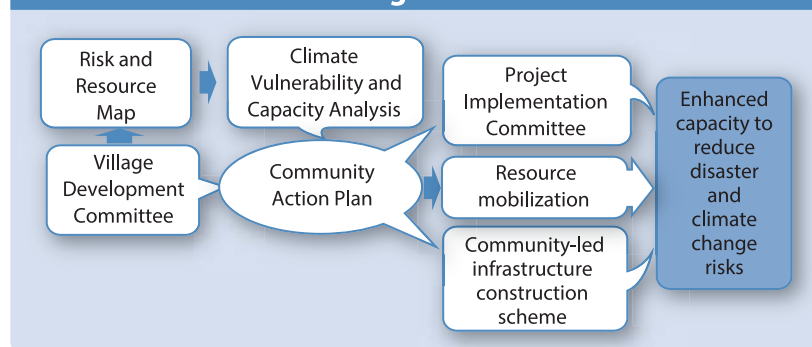 Risk and
Resource
Map
Climate
Vulnerability and
Capacity Analysis
Project
Implementation
Committee
Enhanced
capacity to
reduce
disaster
and
climate
change
risks
Village
Development
Committee
Community
Action Plan
Resource
mobilization
Community-led
infrastructure
construction
scheme